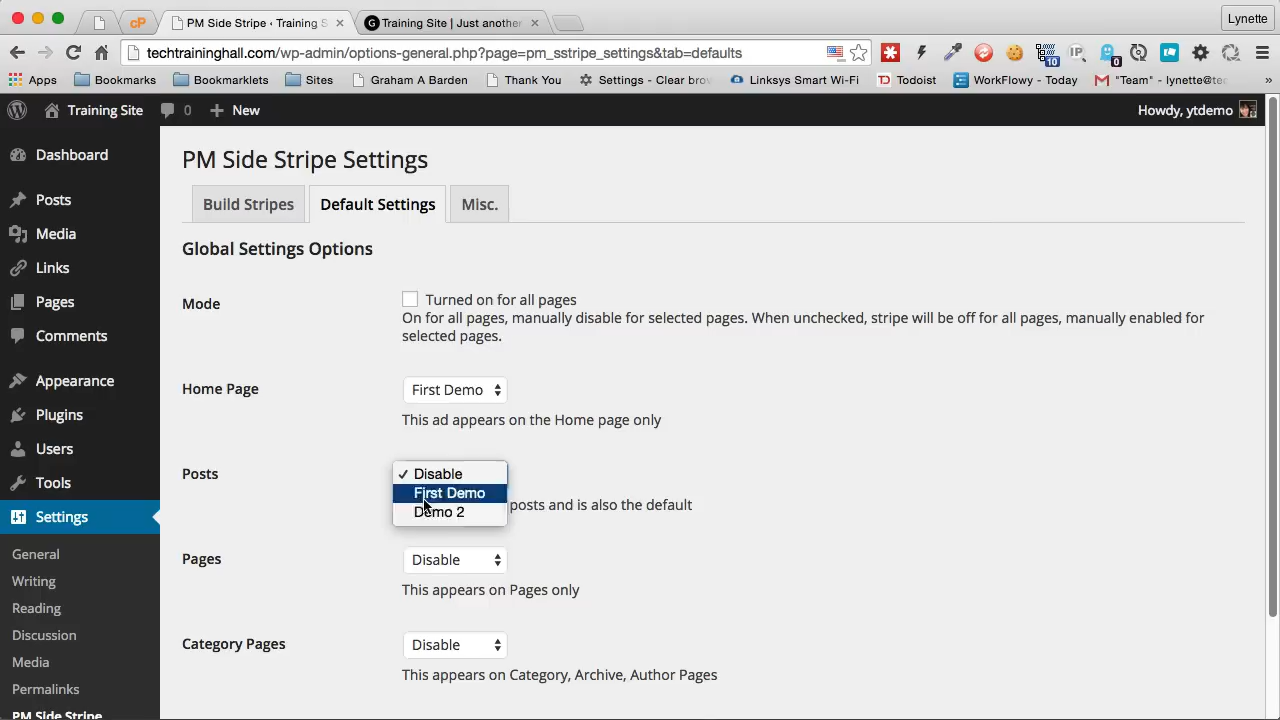 Lynette
cP
PM Side Stripe ‹ Training S
Training Site | Just another
techtraininghall.com/wp-admin/options-general.php?page=pm_sstripe_settings&tab=defaults
10
IP
0
Apps
Bookmarks
Bookmarklets
Sites
Graham A Barden
Thank You
Settings - Clear brow
Linksys Smart Wi-Fi
Todoist
WorkFlowy - Today
"Team" - lynette@tec
»
Training Site
0
New
Howdy, ytdemo
Dashboard
Posts
Media
Links
Pages
Comments
Appearance
Plugins
Users
Tools
Settings
General
Writing
Reading
Discussion
Media
Permalinks
PM Side Stripe
PM Side Stripe Settings
Build Stripes
Default Settings
Misc.
Global Settings Options
Mode
Turned on for all pages
On for all pages, manually disable for selected pages. When unchecked, stripe will be off for all pages, manually enabled for
selected pages.
Home Page
First Demo
This ad appears on the Home page only
Posts
✓ Disable
First Demo
Demo 2
posts and is also the default
Pages
Disable
This appears on Pages only
Category Pages
Disable
This appears on Category, Archive, Author Pages